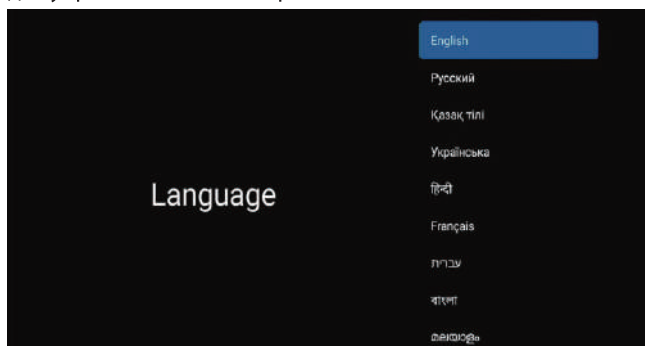 Language
English
Русский
Қазақ тілі
Українська
हिन्दी
Français
עברית
বাংলা
മലയാളം